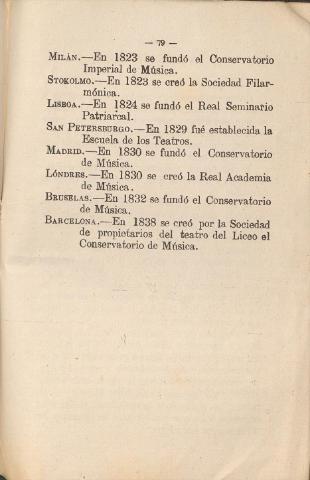 — 79 —
MILÁN.—En 1823 se fundó el Conservatorio
Imperial de Música.
STOKOLMO.—En 1823 se creó la Sociedad Filar-
mónica.
LISBOA.—En 1824 se fundó el Real Seminario
Patriarcal.
SAN PETERSBURGO.—En 1829 fué establecida la
Escuela de los Teatros.
MADRID.—En 1830 se fundó el Conservatorio
de Música.
LÓNDRES.—En 1830 se creó la Real Academia
de Música.
BRUSELAS.—En 1832 se fundó el Conservatorio
de Música.
BARCELONA.—En 1838 se creó por la Sociedad
de propietarios del teatro del Liceo el
Conservatorio de Música.